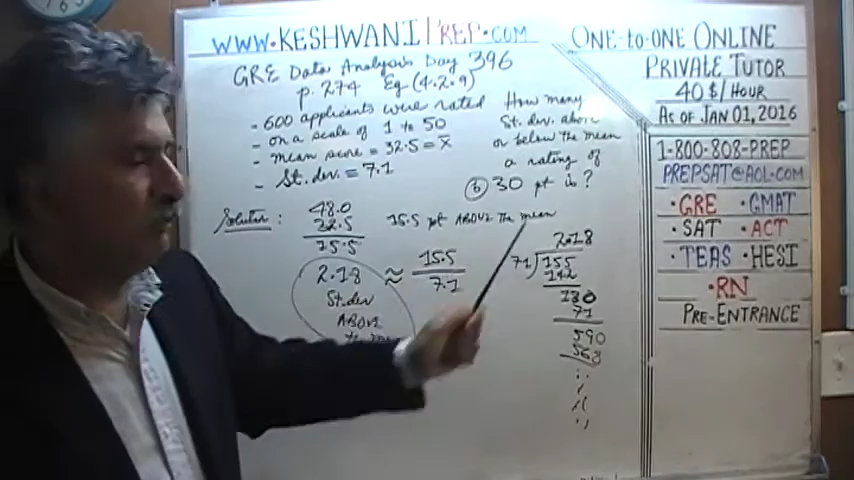 WWW.KESHWANI PREP.COM
GRE Data Analysis Day 396
p. 274 Eg (4.2.9)
- 600 applicants were rated
- on a scale of 1 to 50
- mean score = 32.5 = X̄
- St. dev. = 7.1
How many
St. dev. above
or below the mean
a rating of
(b) 30 pt is ?
Solution :
48.0
32.5
15.5
15.5 pt ABOVE The mean
2.18 ≈ 15.5 / 7.1
St.dev
ABOVE
2.18
71 155
142
130
71
590
568
ONE-TO-ONE ONLINE
PRIVATE TUTOR
40$/HOUR
AS OF JAN 01, 2016
1-800-808-PREP
PREPSAT@AOL.COM
• GRE • GMAT
• SAT • ACT
• TEAS • HESI
• RN
PRE-ENTRANCE